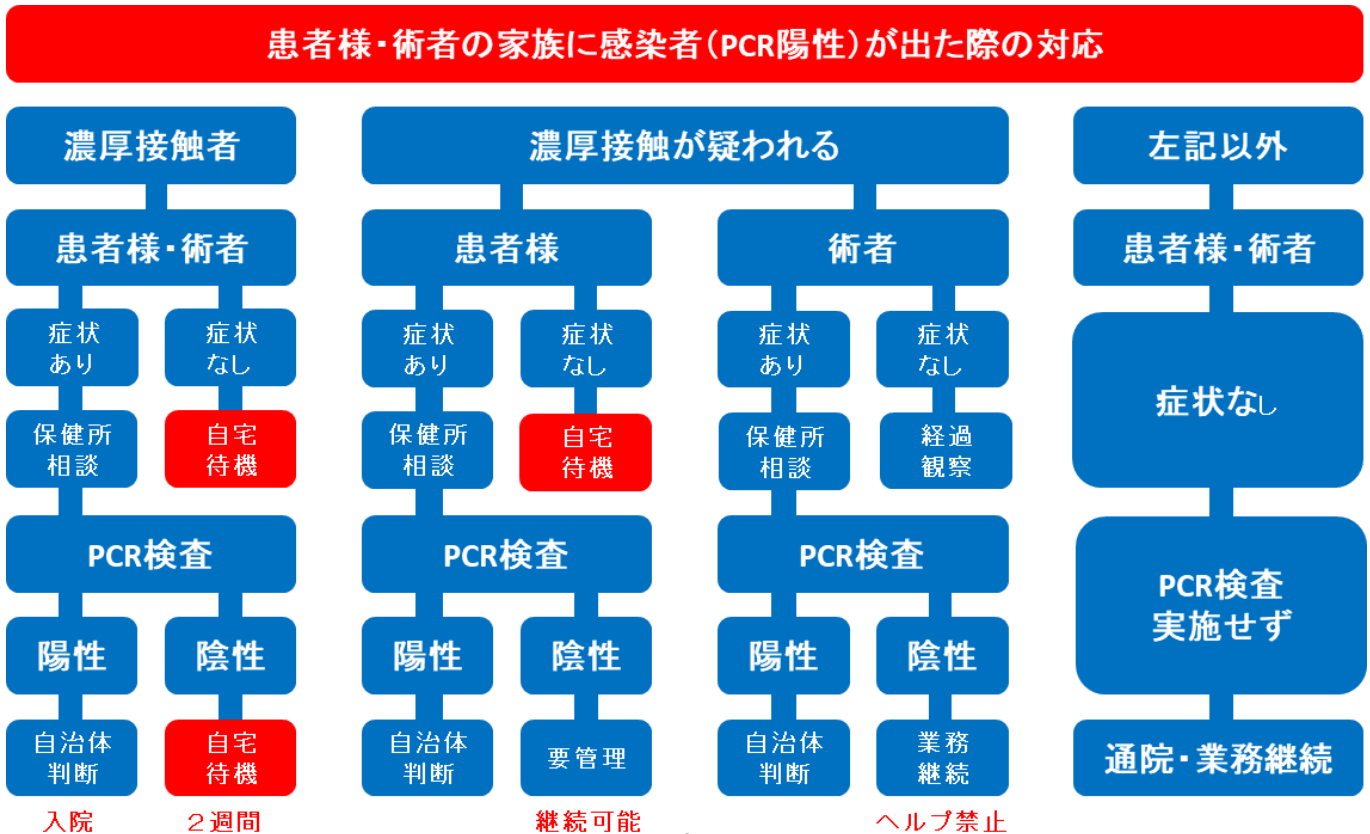 患者様・術者の家族に感染者(PCR陽性)が出た際の対応
濃厚接触者
濃厚接触が疑われる
左記以外
患者様・術者
患者様
術者
患者様・術者
症状
あり
症状
なし
症状
あり
症状
なし
症状
あり
症状
なし
症状なし
保健所
相談
自宅
待機
保健所
相談
自宅
待機
保健所
相談
経過
観察
PCR検査
PCR検査
PCR検査
PCR検査
実施せず
陽性
陰性
陽性
陰性
陽性
陰性
自治体
判断
自宅
待機
自治体
判断
要管理
自治体
判断
業務
継続
通院・業務継続
入院
2週間
継続可能
ヘルプ禁止